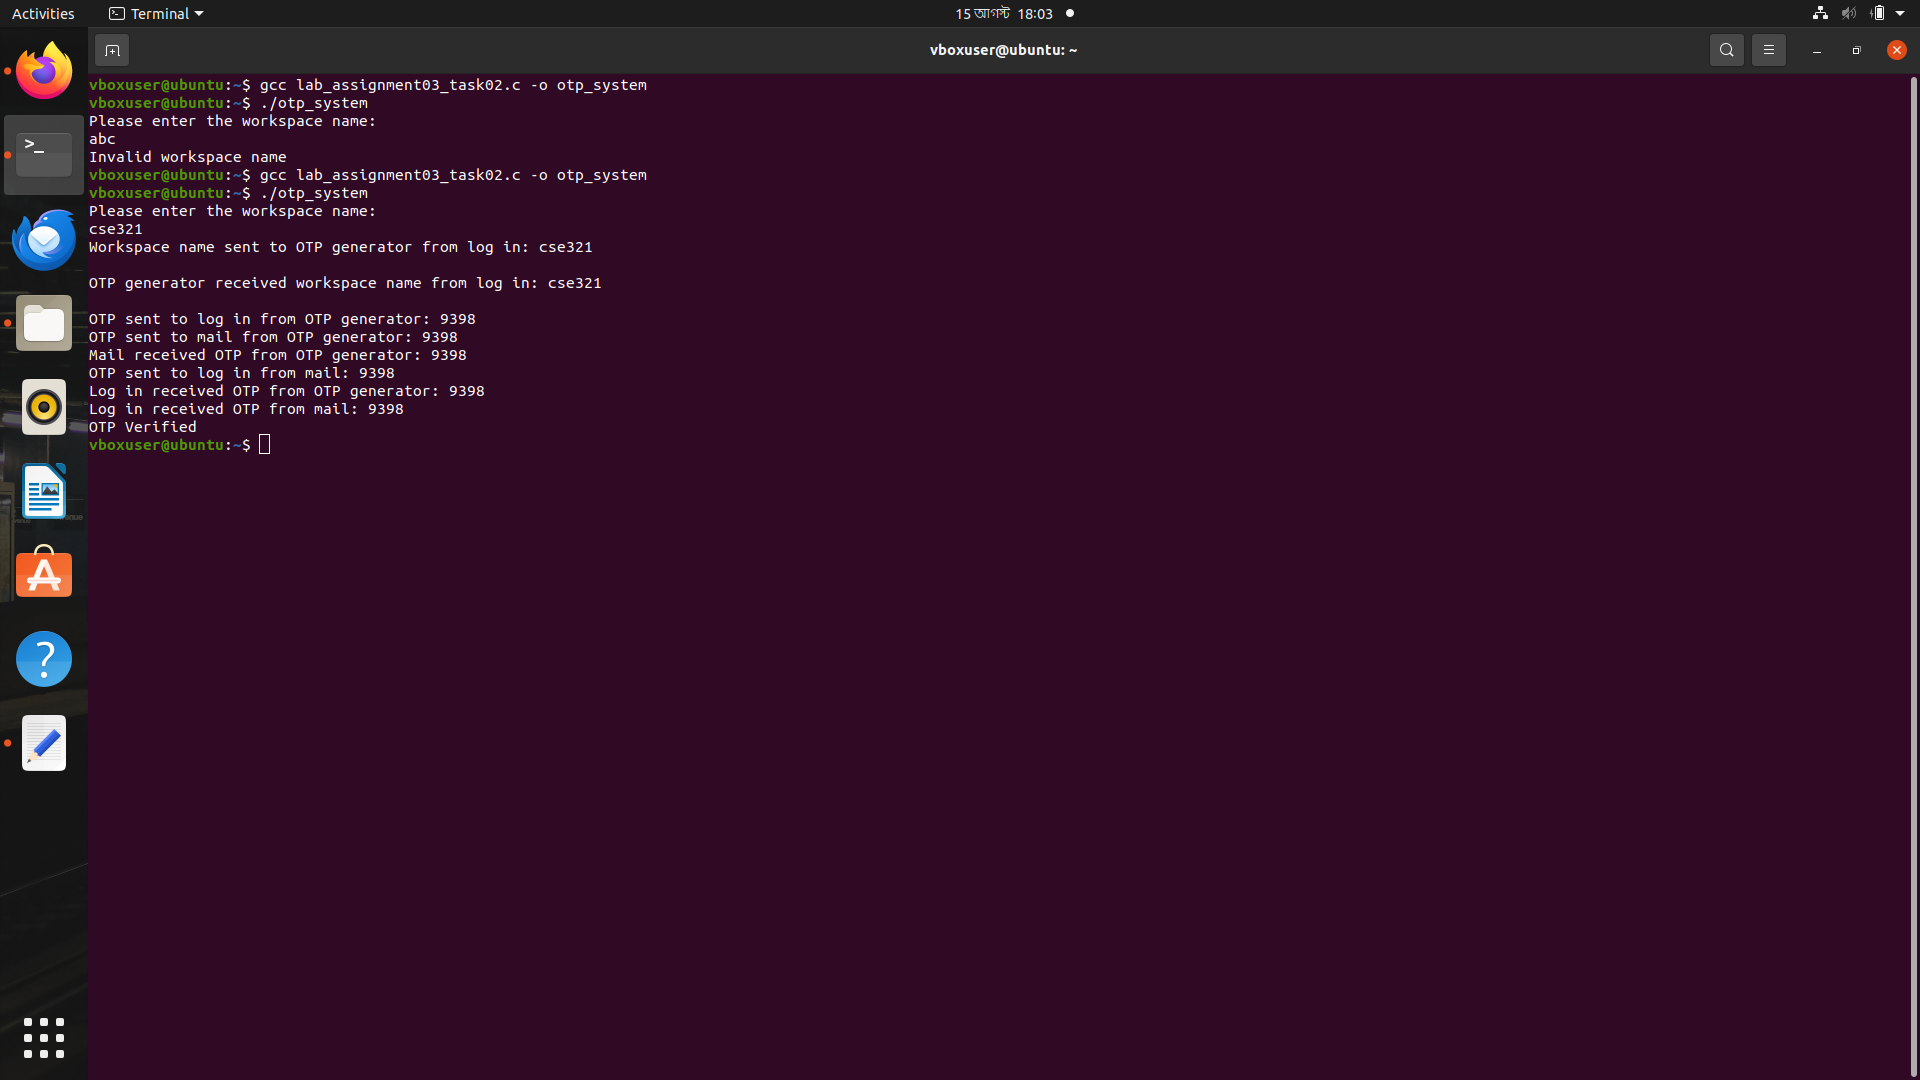 Activities
Terminal
15 আগস্ট 18:03
vboxuser@ubuntu: ~
vboxuser@ubuntu:~$ gcc lab_assignment03_task02.c -o otp_system
vboxuser@ubuntu:~$ ./otp_system
Please enter the workspace name:
abc
Invalid workspace name
vboxuser@ubuntu:~$ gcc lab_assignment03_task02.c -o otp_system
vboxuser@ubuntu:~$ ./otp_system
Please enter the workspace name:
cse321
Workspace name sent to OTP generator from log in: cse321
OTP generator received workspace name from log in: cse321
OTP sent to log in from OTP generator: 9398
OTP sent to mail from OTP generator: 9398
Mail received OTP from OTP generator: 9398
OTP sent to log in from mail: 9398
Log in received OTP from OTP generator: 9398
Log in received OTP from mail: 9398
OTP Verified
vboxuser@ubuntu:~$